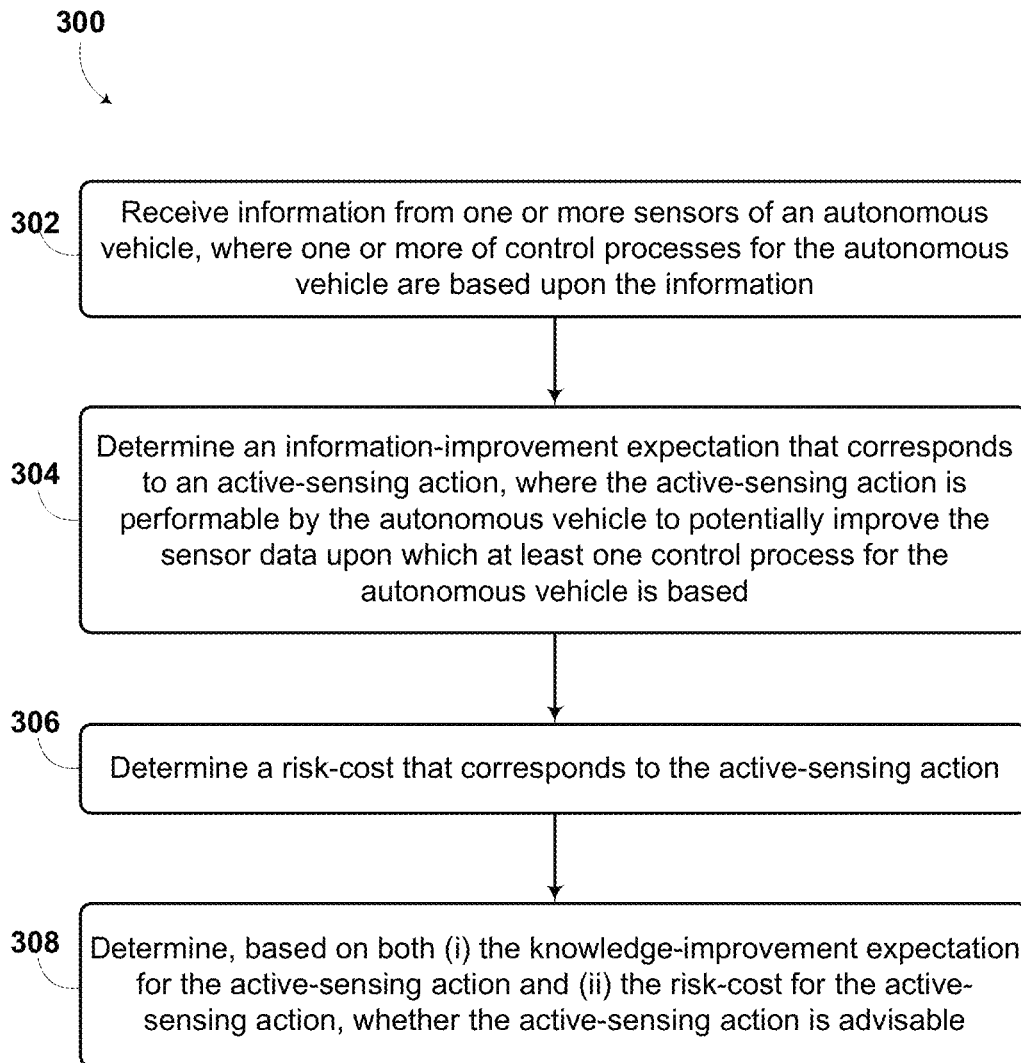 300
302
Receive information from one or more sensors of an autonomous
vehicle, where one or more of control processes for the autonomous
vehicle are based upon the information
304
Determine an information-improvement expectation that corresponds
to an active-sensing action, where the active-sensing action is
performable by the autonomous vehicle to potentially improve the
sensor data upon which at least one control process for the
autonomous vehicle is based
306
Determine a risk-cost that corresponds to the active-sensing action
308
Determine, based on both (i) the knowledge-improvement expectation
for the active-sensing action and (ii) the risk-cost for the active-
sensing action, whether the active-sensing action is advisable